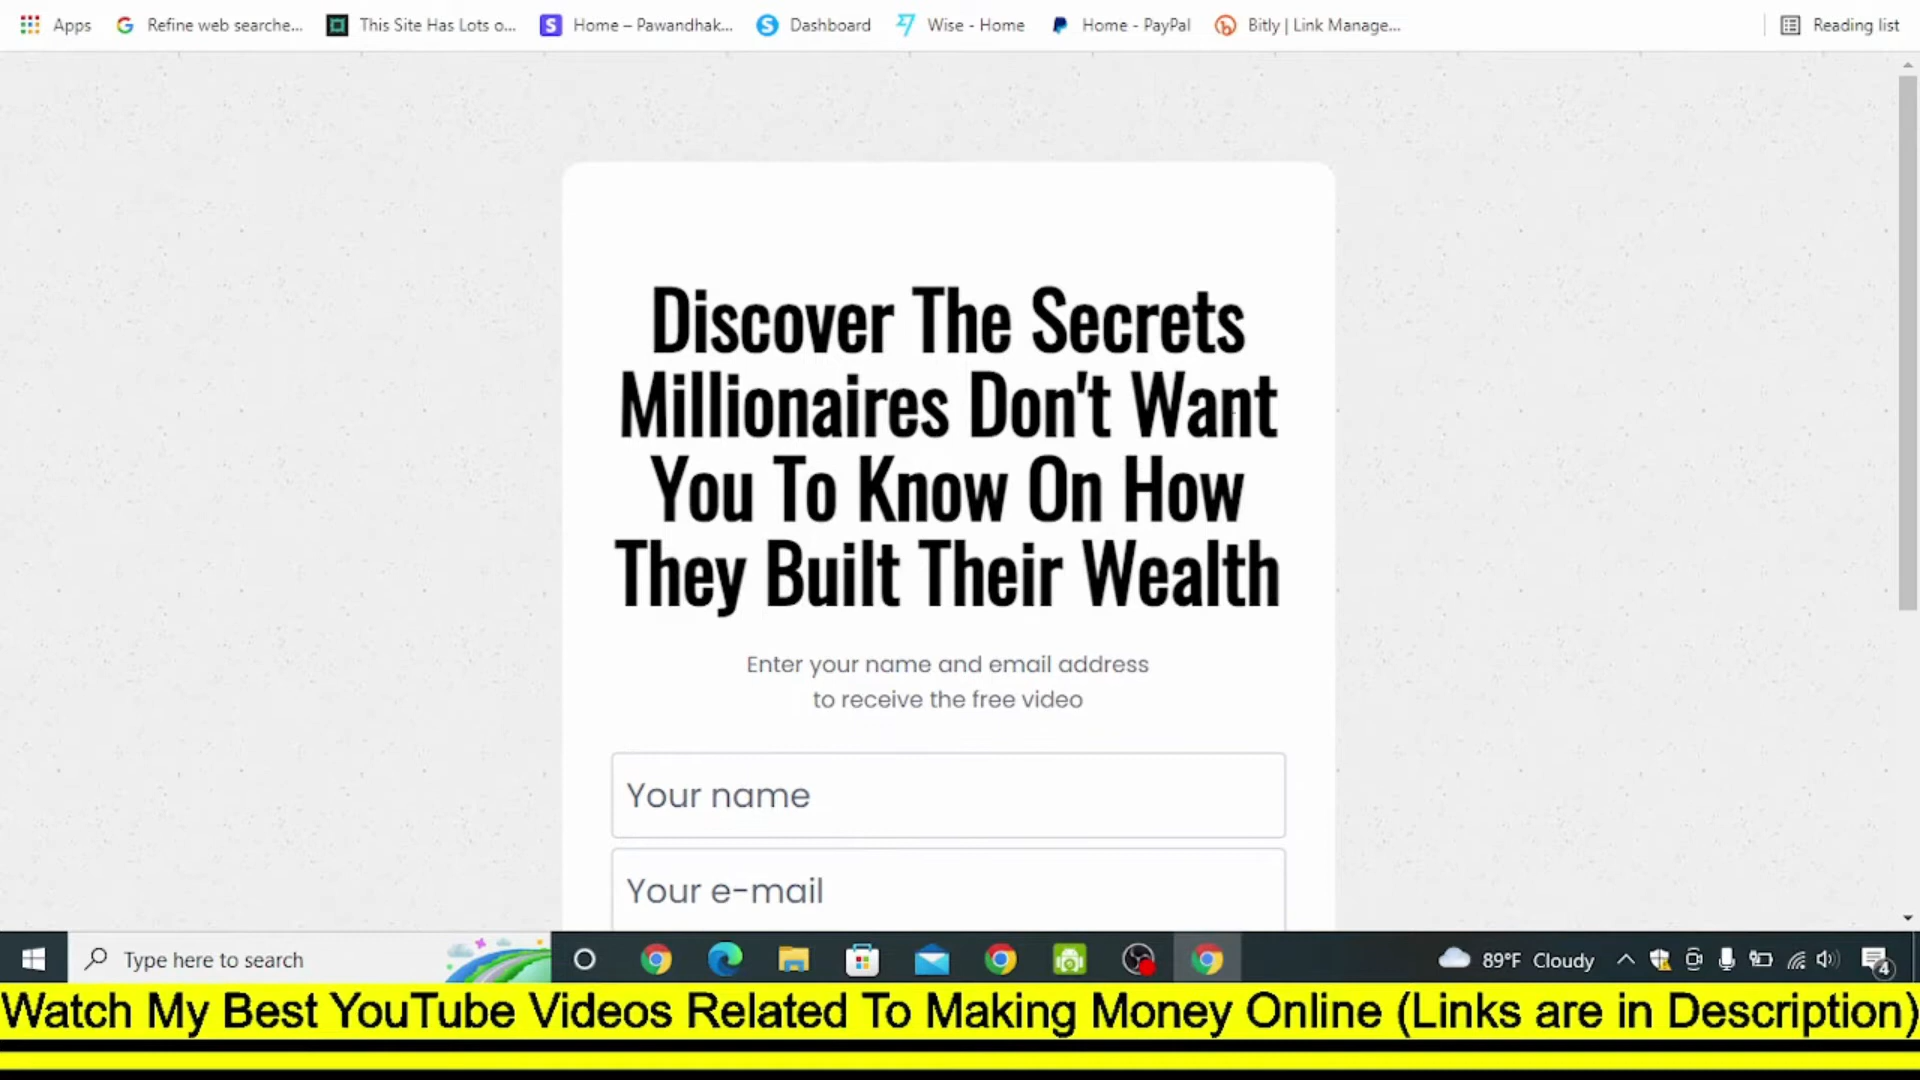 Apps
Refine web searche...
This Site Has Lots o...
Home – Pawandhak...
Dashboard
Wise - Home
Home - PayPal
Bitly | Link Manage...
Reading list
Discover The Secrets
Millionaires Don't Want
You To Know On How
They Built Their Wealth
Enter your name and email address
to receive the free video
Your name
Your e-mail
Type here to search
89°F Cloudy
4
Watch My Best YouTube Videos Related To Making Money Online (Links are in Description)